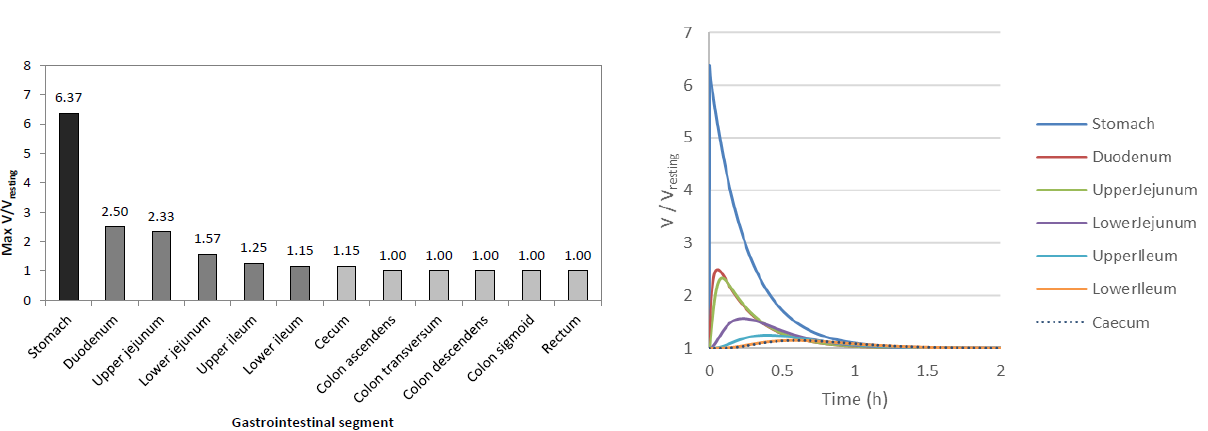 8
7
6
5
4
3
2
1
0
Max V/Vresting
6.37
2.50
2.33
1.57
1.25
1.15
1.15
1.00
1.00
1.00
1.00
1.00
Stomach
Duodenum
Upper jejunum
Lower jejunum
Upper ileum
Lower ileum
Cecum
Colon ascendens
Colon transversum
Colon descendens
Colon sigmoid
Rectum
Gastrointestinal segment
7
6
5
4
3
2
1
V / Vresting
0
0.5
1
1.5
2
Time (h)
Stomach
Duodenum
UpperJejunum
LowerJejunum
UpperIleum
LowerIleum
Caecum